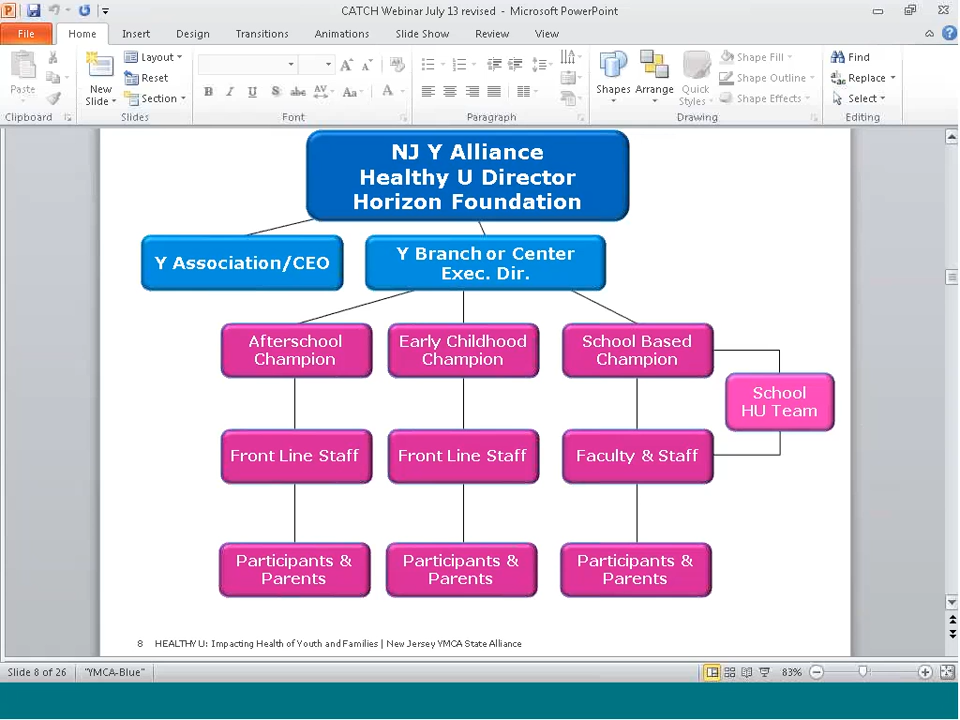 CATCH Webinar July 13 revised - Microsoft PowerPoint
File Home Insert Design Transitions Animations Slide Show Review View
Paste
New
Slide
Layout
Reset
Section
Find
Replace
Select
Shapes Arrange Quick
Styles
Shape Fill
Shape Outline
Shape Effects
Clipboard Slides Font Paragraph Drawing Editing
NJ Y Alliance
Healthy U Director
Horizon Foundation
Y Association/CEO
Y Branch or Center
Exec. Dir.
Afterschool
Champion
Early Childhood
Champion
School Based
Champion
School
HU Team
Front Line Staff
Front Line Staff
Faculty & Staff
Participants &
Parents
Participants &
Parents
Participants &
Parents
8 HEALTHY U: Impacting Health of Youth and Families | New Jersey YMCA State Alliance
Slide 8 of 26 "YMCA-Blue" 83%